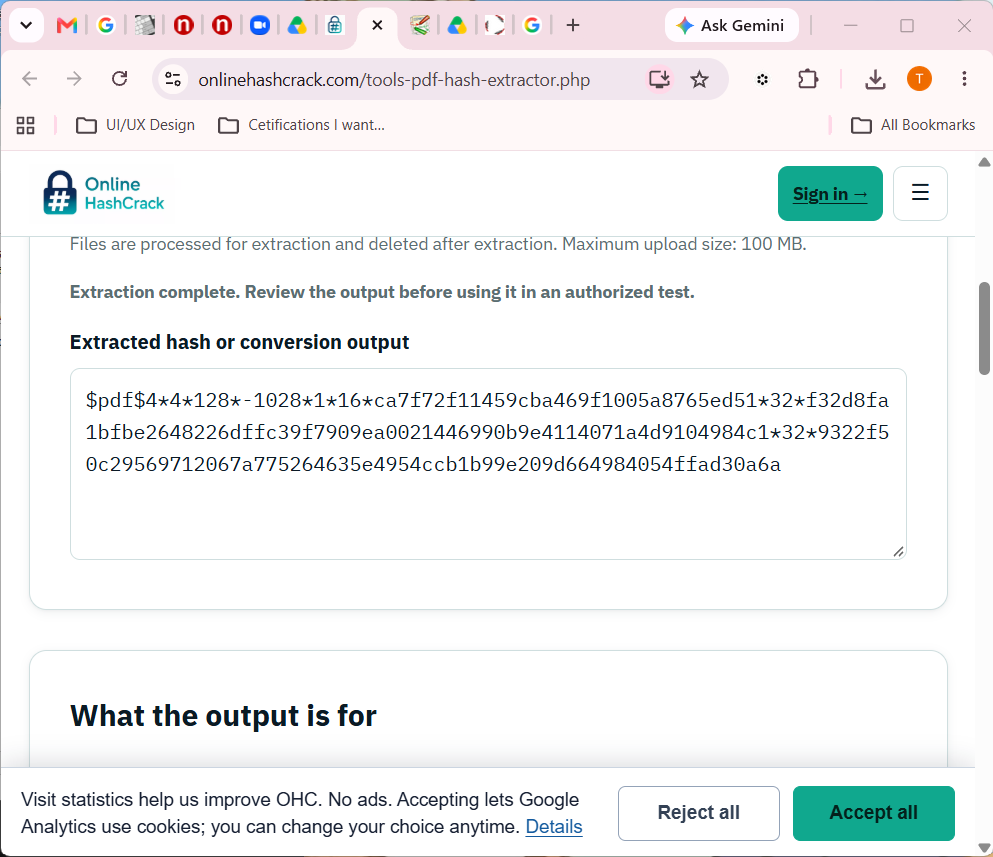 Ask Gemini
onlinehashcrack.com/tools-pdf-hash-extractor.php
T
UI/UX Design
Cetifications I want...
All Bookmarks
Online
HashCrack
Sign in →
Files are processed for extraction and deleted after extraction. Maximum upload size: 100 MB.
Extraction complete. Review the output before using it in an authorized test.
Extracted hash or conversion output
$pdf$4*4*128*-1028*1*16*ca7f72f11459cba469f1005a8765ed51*32*f32d8fa
1bfbe2648226dffc39f7909ea0021446990b9e4114071a4d9104984c1*32*9322f5
0c29569712067a775264635e4954ccb1b99e209d664984054ffad30a6a
What the output is for
Visit statistics help us improve OHC. No ads. Accepting lets Google
Analytics use cookies; you can change your choice anytime. Details
Reject all
Accept all